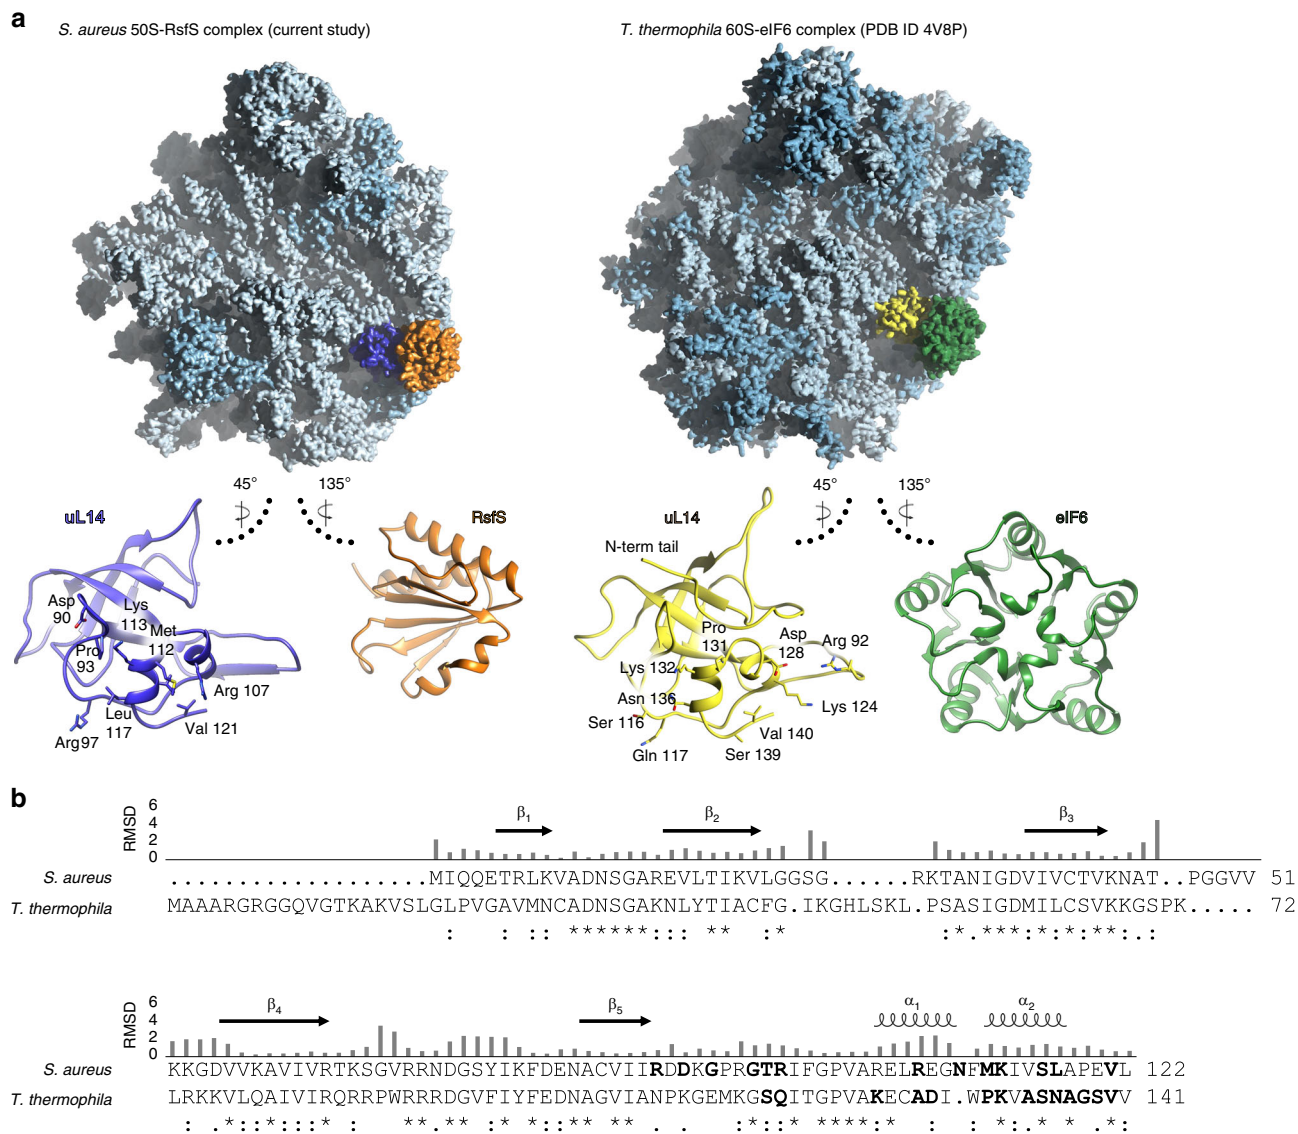 a
S. aureus 50S-RsfS complex (current study)
T. thermophila 60S-eIF6 complex (PDB ID 4V8P)
45°
135°
45°
135°
uL14
RsfS
uL14
eIF6
N-term tail
Asp 90
Lys 113
Met 112
Pro 93
Arg 107
Leu 117
Val 121
Arg97
Pro 131
Asp 128
Arg 92
Lys 132
Asn 136
Lys 124
Ser 116
Val 140
Gln 117
Ser 139
b
RMSD
6
4
2
0
β1
β2
β3
S. aureus
...................MIQQETRLKVADNSGAREVLTIKVLGGSG......RKTANIGDVIVCTVKNAT..PGGVV 51
T. thermophila
MAAARGRGGQVGTKAKVSLGLPVGAVMNCADNSGAKNLYTIACFG.IKGHLSKL.PSASIGDMILCSVKKGSPK..... 72
: : :: ******::: ** :* :*.***:*:*:**:.:
RMSD
6
4
2
0
β4
β5
α1
α2
S. aureus
KKGDVVKAVIVRTKSGVRRNDGSYIKFDENACVIIRDDKGPRGTRIFGPVARELREGNFMKIVSLAPEVL 122
T. thermophila
LRKKVLQAIVIRQRRPWRRRDGVFIYFEDNAGVIANPKGEMKGSQITGPVAKECADI.WPKVASNAGSVV 141
: .*::*::* **.** :* *::** ** . . :*::* ****:* : :*:.* * .*: